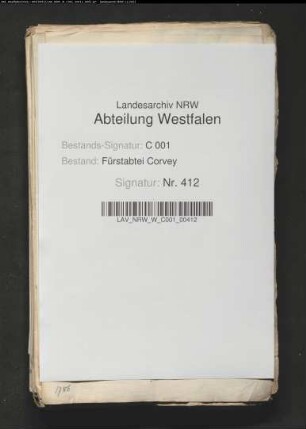 Landesarchiv NRW
Abteilung Westfalen
Bestands-Signatur: C 001
Bestand: Fürstabtei Corvey
Signatur: Nr. 412
LAV_NRW_W_C001_00412